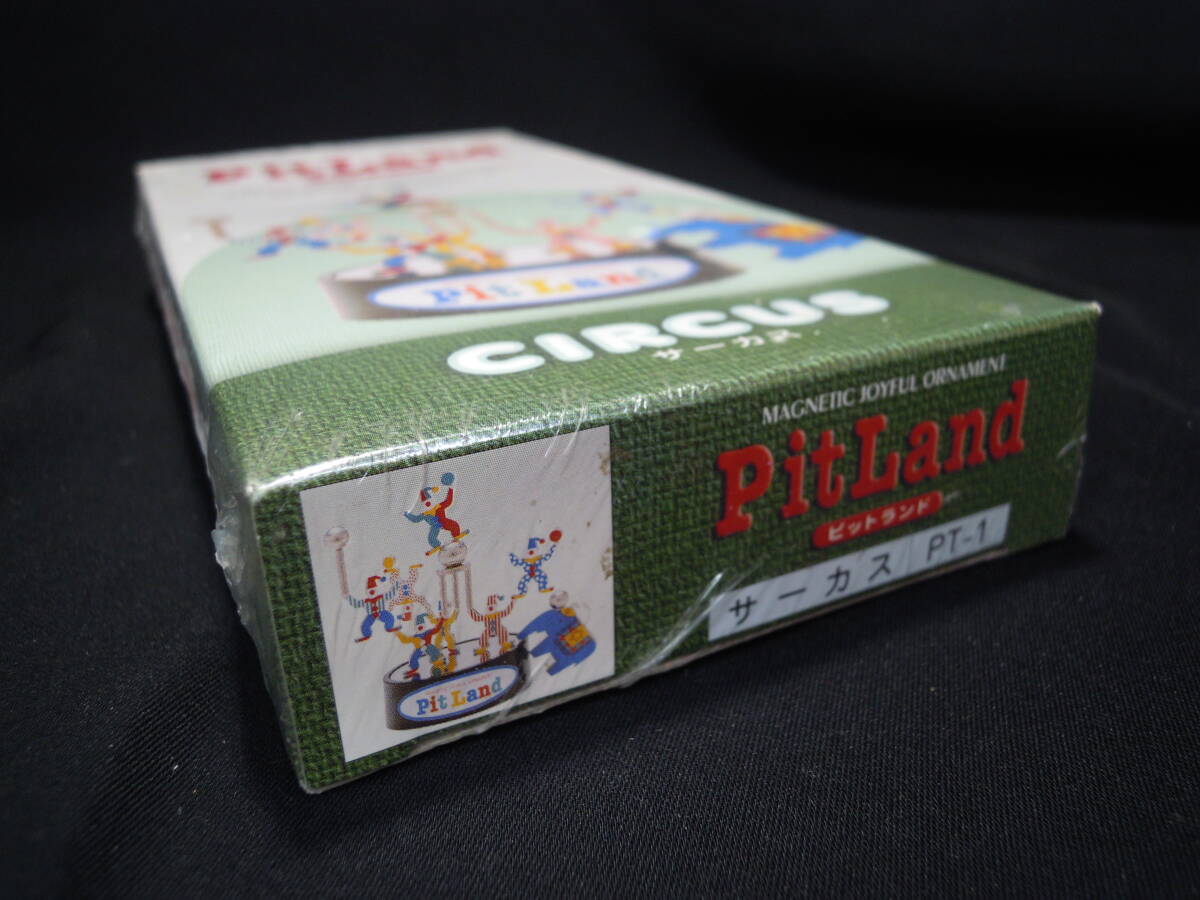 PitLand
PitLand
CIRCUS
サーカス
MAGNETIC JOYFUL ORNAMENT
PitLand
ピットランド
サーカス PT-1
PitLand